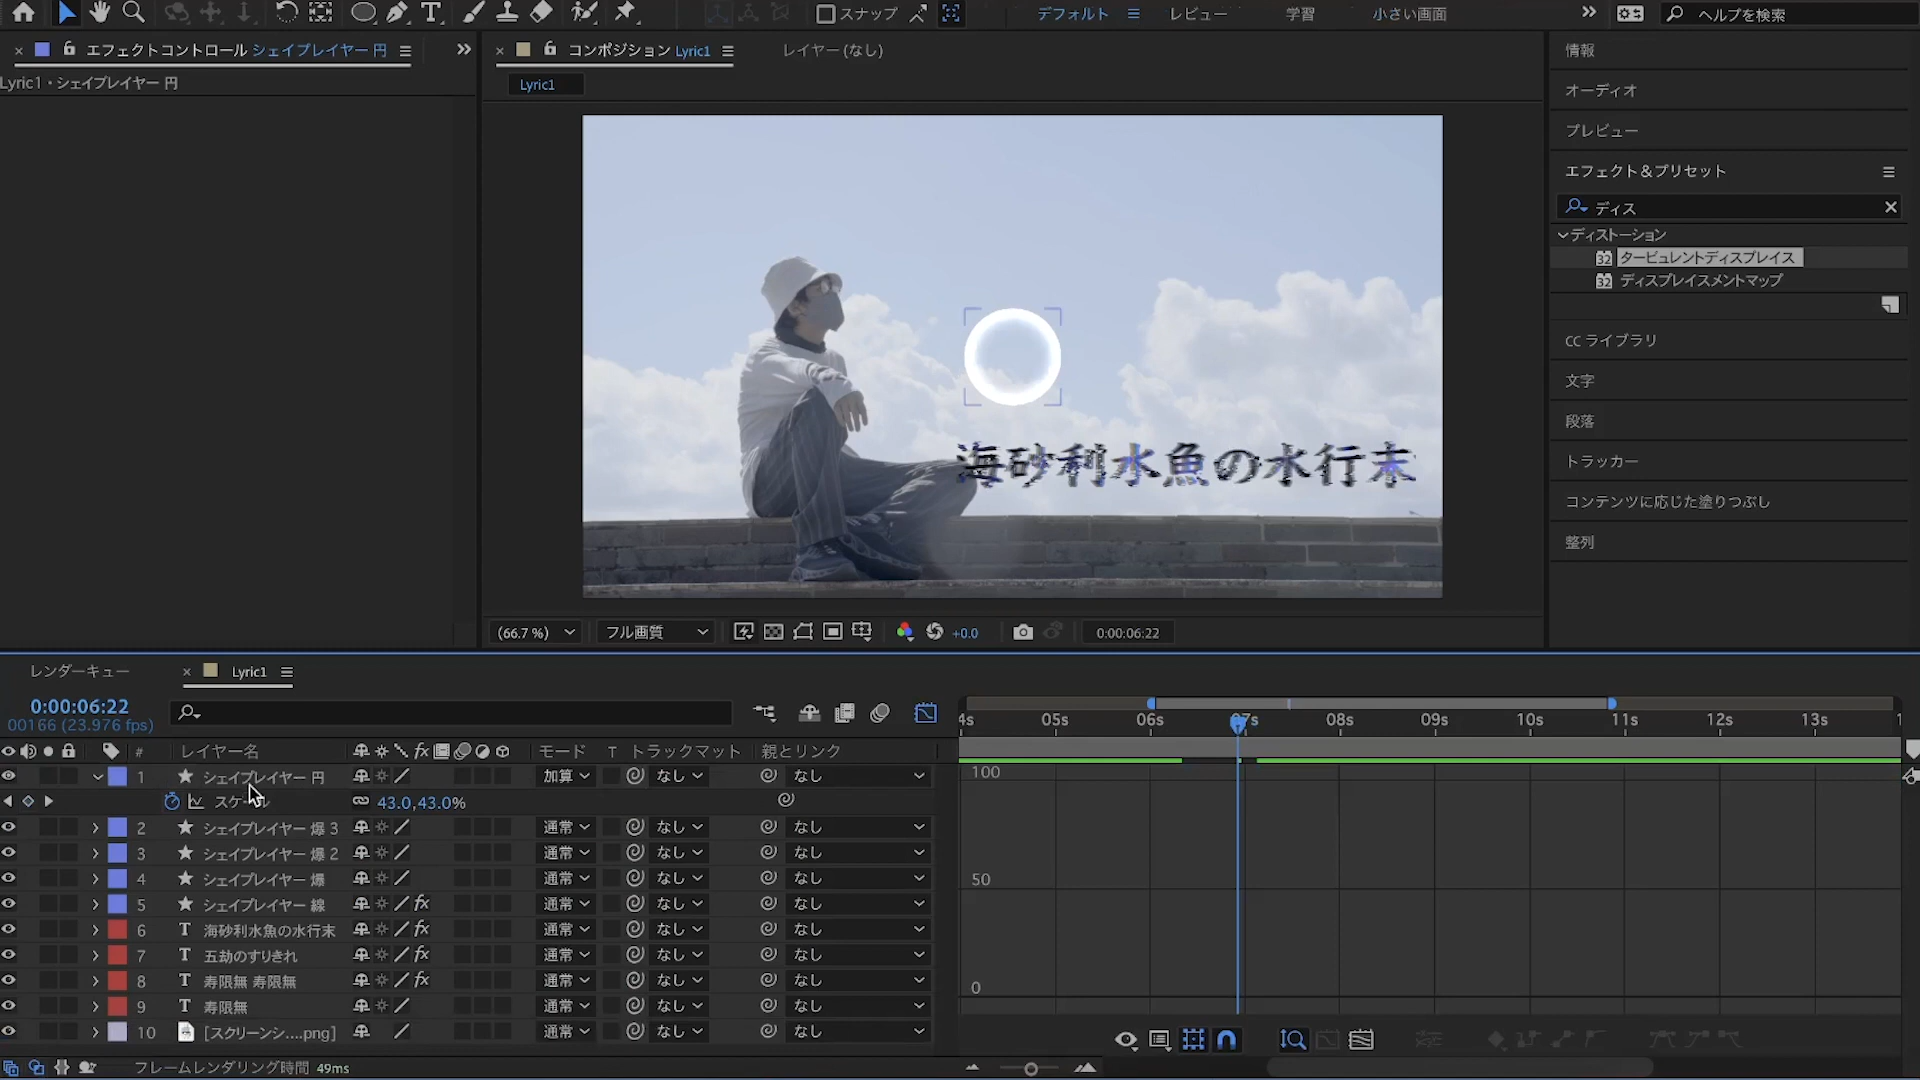 スナップ
デフォルト
レビュー
学習
小さい画面
ヘルプを検索
エフェクトコントロール シェイプレイヤー 円
コンポジション Lyric1
レイヤー (なし)
情報
Lyric1・シェイプレイヤー 円
Lyric1
オーディオ
プレビュー
エフェクト＆プリセット
ディス
ディストーション
32 タービュレントディスプレイス
32 ディスプレイスメントマップ
CC ライブラリ
文字
段落
トラッカー
コンテンツに応じた塗りつぶし
整列
海砂利水魚の水行末
(66.7 %)
フル画質
+0.0
0:00:06:22
レンダーキュー
Lyric1
0:00:06:22
00166 (23.976 fps)
4s 05s 06s 07s 08s 09s 10s 11s 12s 13s 1
# レイヤー名 fx モード T トラックマット 親とリンク
1 シェイプレイヤー 円 加算 なし なし
スケール 43.0,43.0%
2 シェイプレイヤー 爆 3 通常 なし なし
3 シェイプレイヤー 爆 2 通常 なし なし
4 シェイプレイヤー 爆 通常 なし なし
5 シェイプレイヤー 線 fx 通常 なし なし
6 T 海砂利水魚の水行末 fx 通常 なし なし
7 T 五劫のすりきれ fx 通常 なし なし
8 T 寿限無 寿限無 fx 通常 なし なし
9 T 寿限無 通常 なし なし
10 [スクリーンシ....png] 通常 なし なし
100
50
0
フレームレンダリング時間 49ms